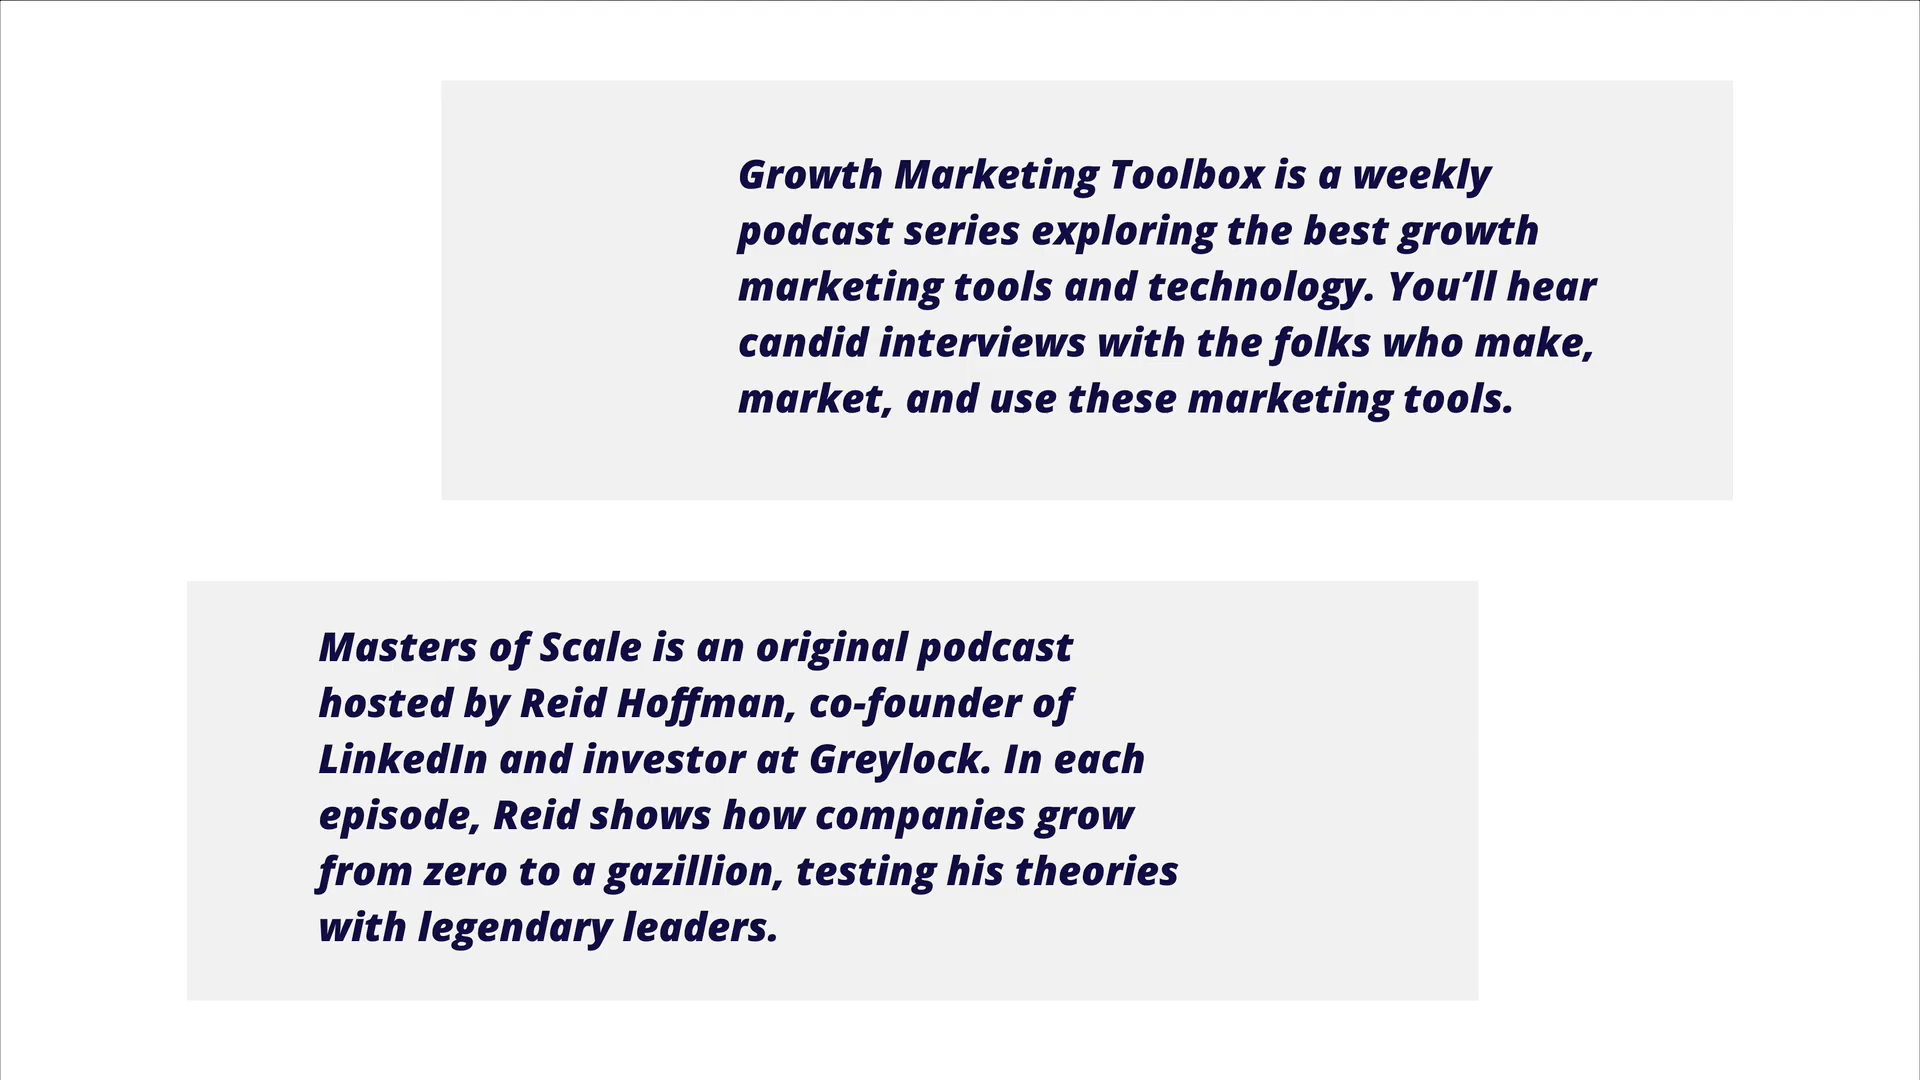 Growth Marketing Toolbox is a weekly
podcast series exploring the best growth
marketing tools and technology. You’ll hear
candid interviews with the folks who make,
market, and use these marketing tools.
Masters of Scale is an original podcast
hosted by Reid Hoffman, co-founder of
LinkedIn and investor at Greylock. In each
episode, Reid shows how companies grow
from zero to a gazillion, testing his theories
with legendary leaders.